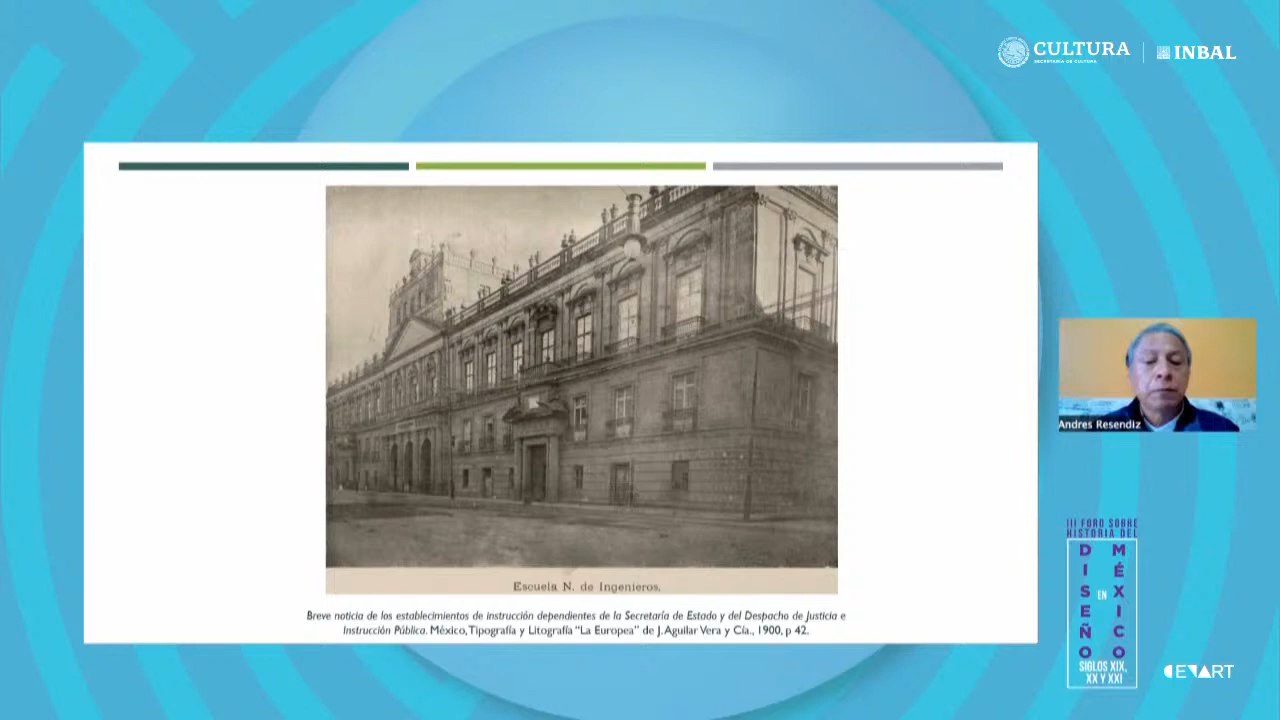 CULTURA
SECRETARÍA DE CULTURA
INBAL
Escuela N. de Ingenieros.
Breve noticia de los establecimientos de instrucción dependientes de la Secretaría de Estado y del Despacho de Justicia e
Instrucción Pública. México, Tipografía y Litografía "La Europea" de J. Aguilar Vera y Cía., 1900, p 42.
Andres Resendiz
III FORO SOBRE
HISTORIA DEL
DISEÑO
EN
MÉXICO
SIGLOS XIX,
XX Y XXI
CENART